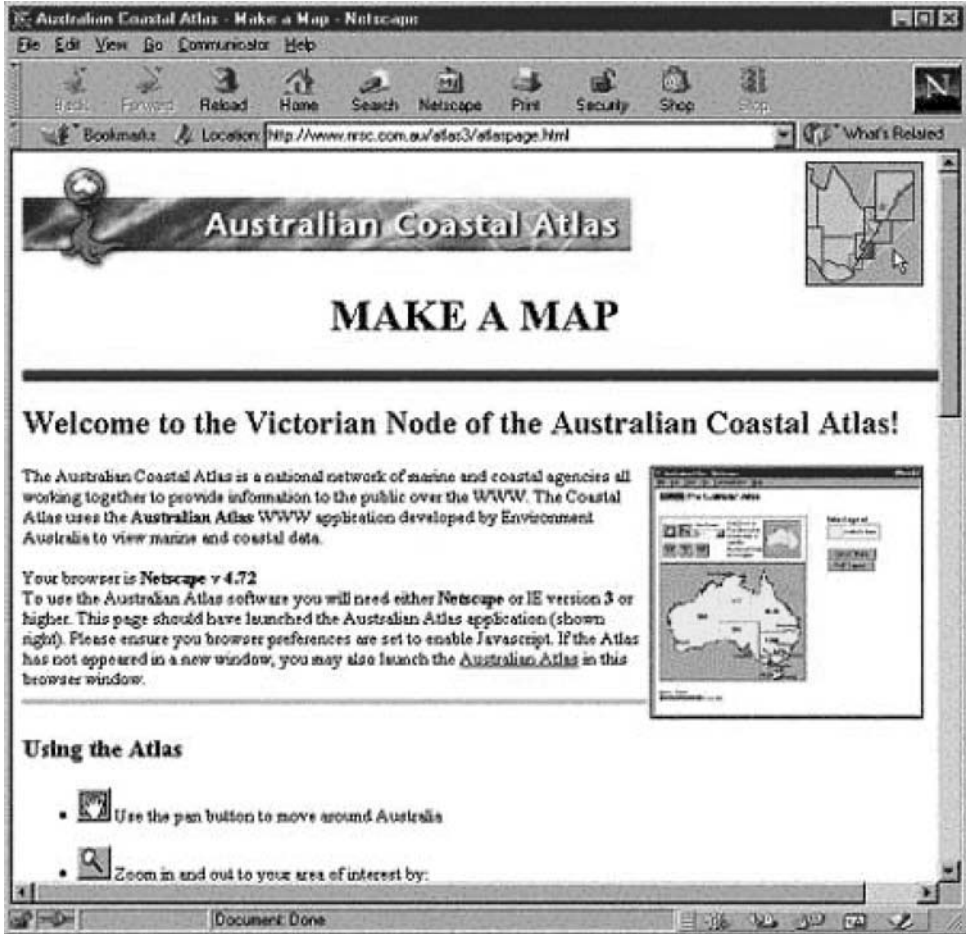 Australian Coastal Atlas - Make a Map - Netscape
File Edit View Go Communicator Help
Back Forward Reload Home Search Netscape Print Security Shop Stop
Bookmarks Location: http://www.nrsc.com.au/atlas3/atlaspage.html What's Related
Australian Coastal Atlas
MAKE A MAP
Welcome to the Victorian Node of the Australian Coastal Atlas!
The Australian Coastal Atlas is a national network of marine and coastal agencies all
working together to provide information to the public over the WWW. The Coastal
Atlas uses the Australian Atlas WWW application developed by Environment
Australia to view marine and coastal data.
Your browser is Netscape v 4.72
To use the Australian Atlas software you will need either Netscape or IE version 3 or
higher. This page should have launched the Australian Atlas application (shown
right). Please ensure you browser preferences are set to enable Javascript. If the Atlas
has not appeared in a new window, you may also launch the Australian Atlas in this
browser window.
Using the Atlas
Use the pan button to move around Australia
Zoom in and out to your area of interest by:
Document: Done